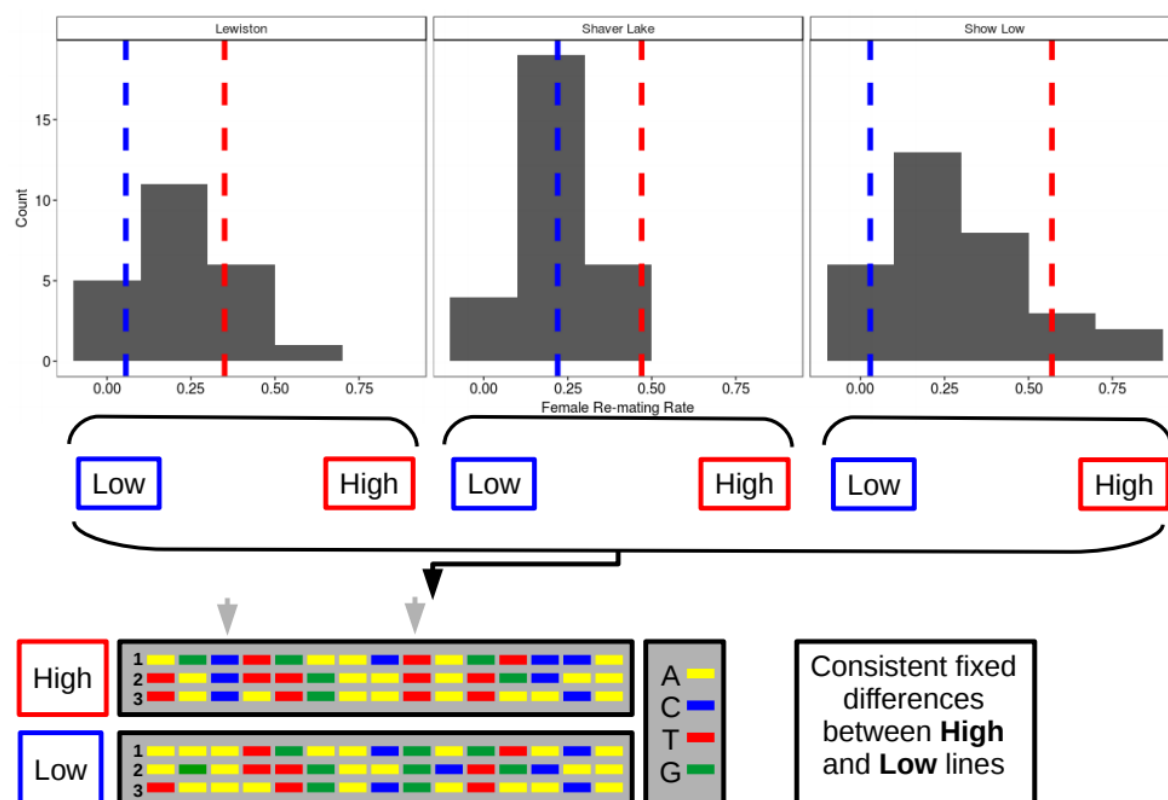 Lewiston
Shaver Lake
Show Low
Count
15
10
5
0
0.00 0.25 0.50 0.75
0.00 0.25 0.50 0.75
0.00 0.25 0.50 0.75
Female Re-mating Rate
Low
High
Low
High
Low
High
High
1
2
3
Low
1
2
3
A
C
T
G
Consistent fixed
differences
between High
and Low lines